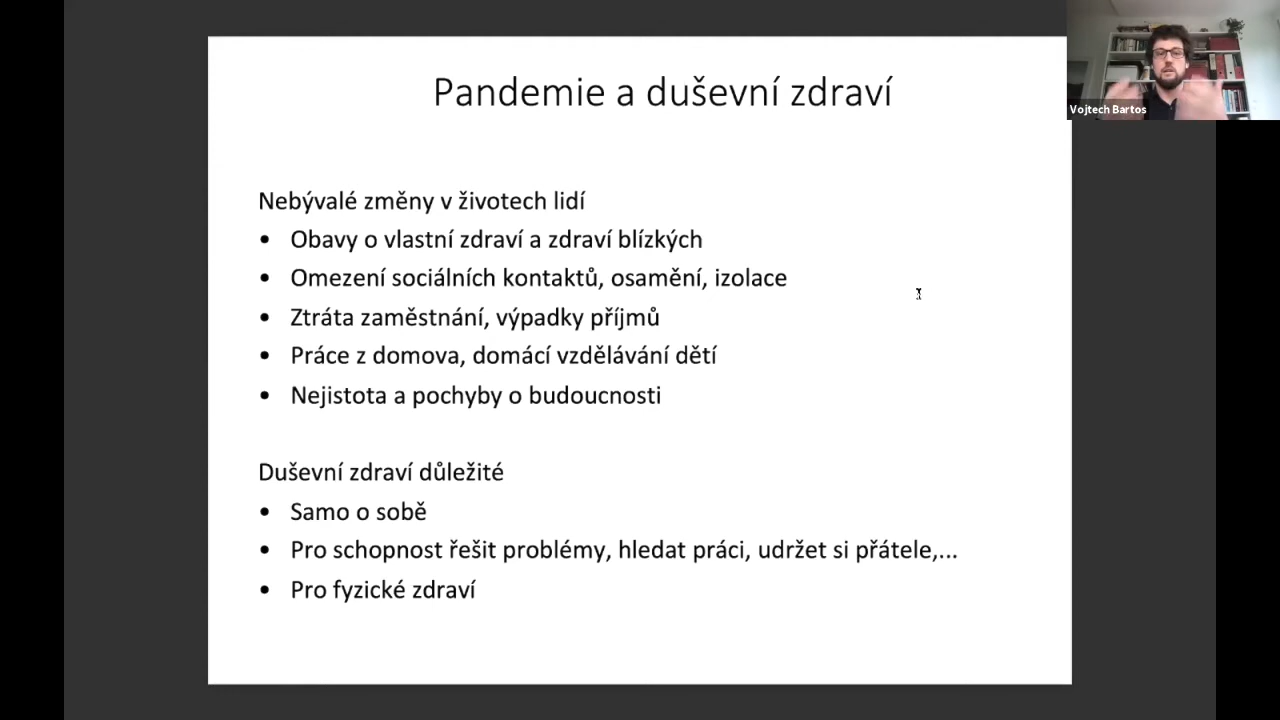 Pandemie a duševní zdraví
Vojtech Bartos
Nebývalé změny v životech lidí
• Obavy o vlastní zdraví a zdraví blízkých
• Omezení sociálních kontaktů, osamění, izolace
• Ztráta zaměstnání, výpadky příjmů
• Práce z domova, domácí vzdělávání dětí
• Nejistota a pochyby o budoucnosti
Duševní zdraví důležité
• Samo o sobě
• Pro schopnost řešit problémy, hledat práci, udržet si přátele,...
• Pro fyzické zdraví